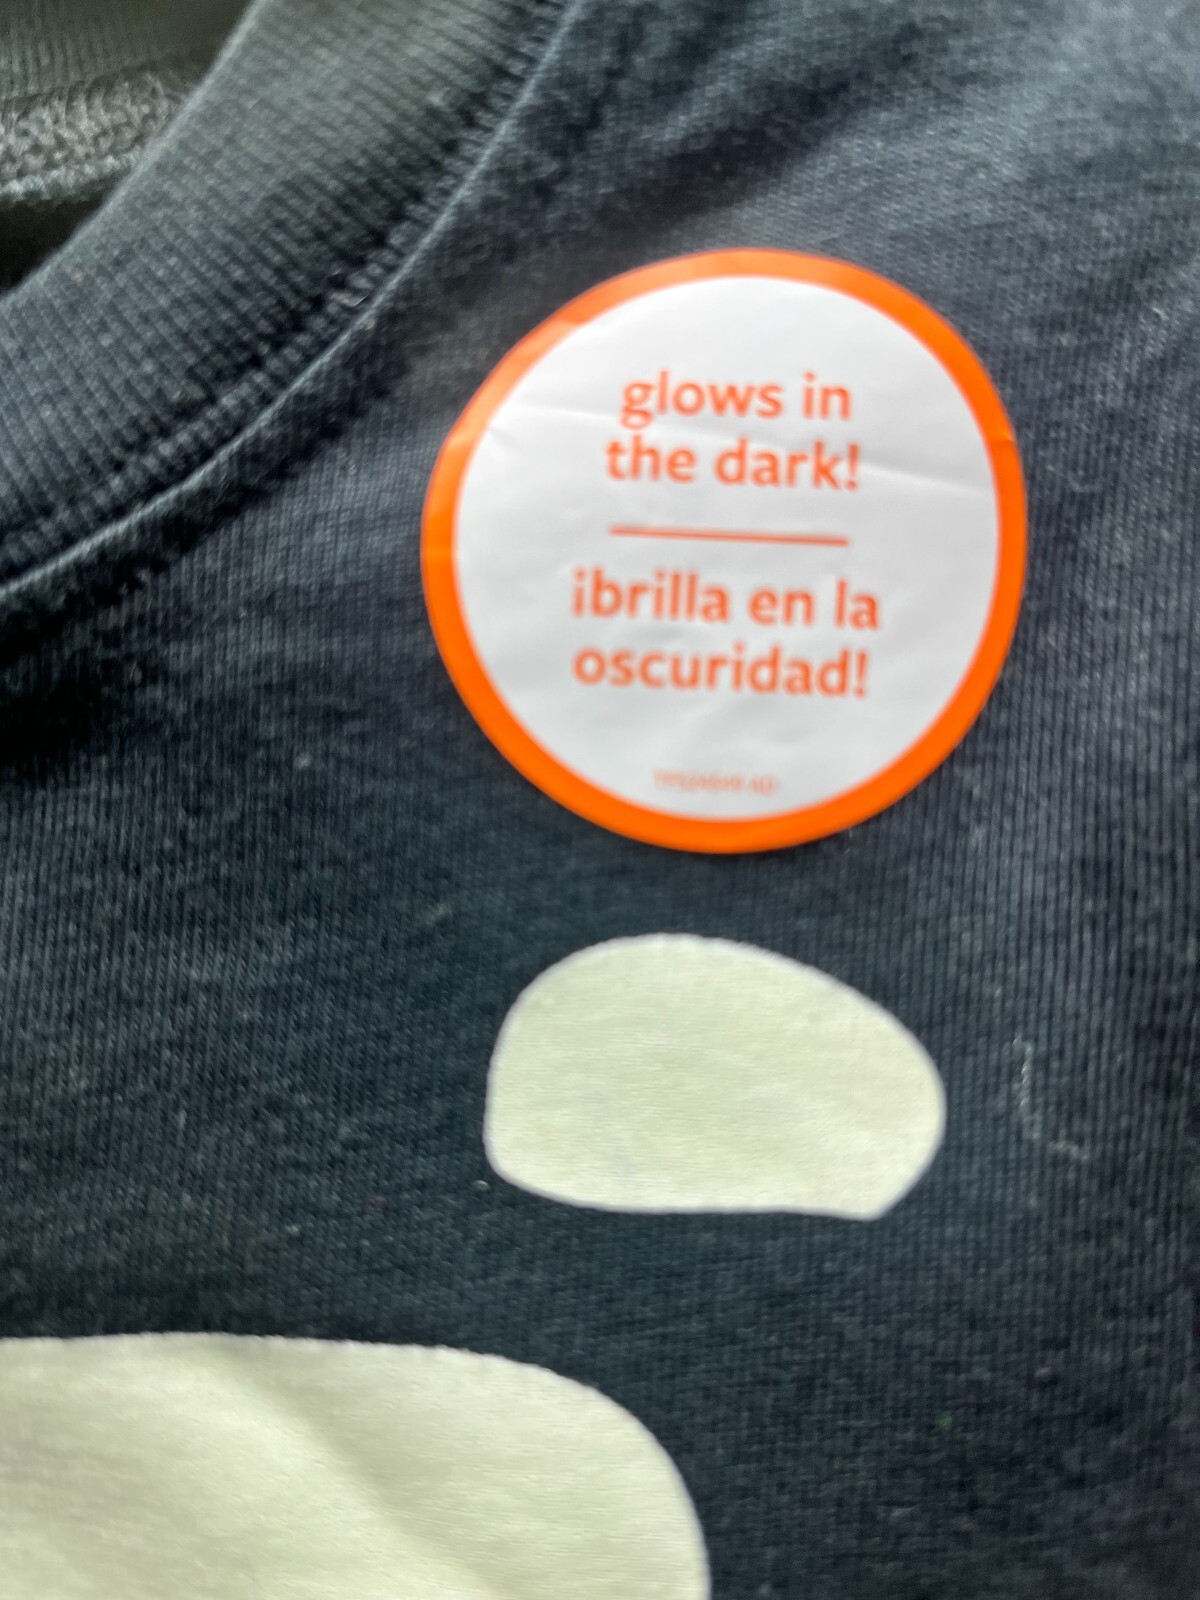 glows in
the dark!
¡brilla en la
oscuridad!